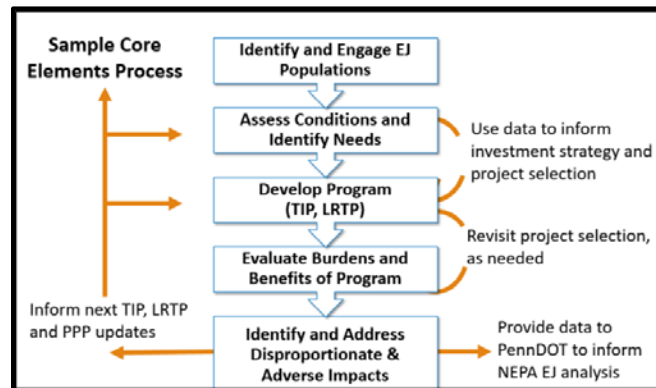 Sample Core
Elements Process
Identify and Engage EJ
Populations
Assess Conditions and
Identify Needs
Use data to inform
investment strategy and
project selection
Develop Program
(TIP, LRTP)
Revisit project selection,
as needed
Evaluate Burdens and
Benefits of Program
Inform next TIP, LRTP
and PPP updates
Identify and Address
Disproportionate &
Adverse Impacts
Provide data to
PennDOT to inform
NEPA EJ analysis